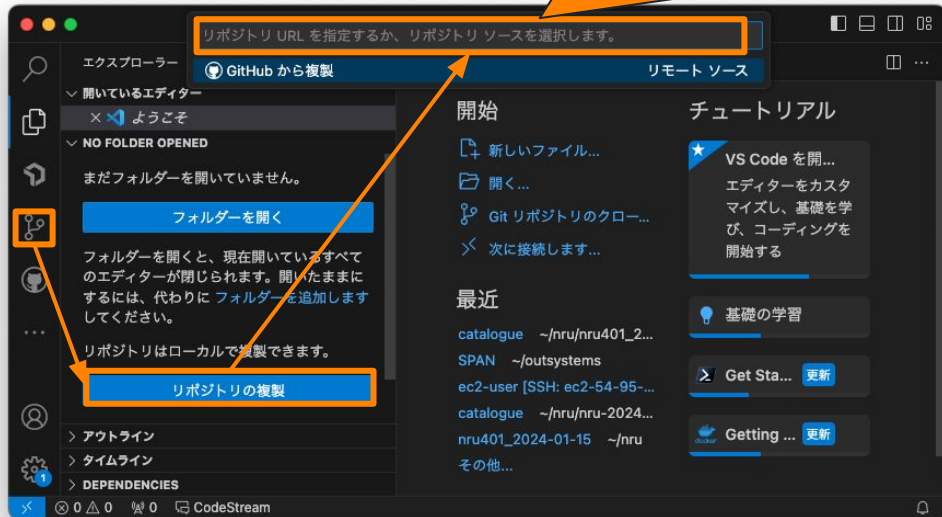 リポジトリ URL を指定するか、リポジトリ ソースを選択します。
GitHub から複製
リモート ソース
エクスプローラー
開いているエディター
ようこそ
NO FOLDER OPENED
まだフォルダーを開いていません。
フォルダーを開く
フォルダーを開くと、現在開いているすべて
のエディターが閉じられます。開いたままに
するには、代わりに フォルダーを追加します
してください。
リポジトリはローカルで複製できます。
リポジトリの複製
アウトライン
タイムライン
DEPENDENCIES
開始
新しいファイル...
開く...
Git リポジトリのクロー...
次に接続します...
最近
catalogue ~/nru/nru401_2...
SPAN ~/outsystems
ec2-user [SSH: ec2-54-95-...
catalogue ~/nru/nru-2024...
nru401_2024-01-15 ~/nru
その他...
チュートリアル
VS Code を開...
エディターをカスタ
マイズし、基礎を学
び、コーディングを
開始する
基礎の学習
Get Sta... 更新
Getting ... 更新
1
0 0 0 CodeStream